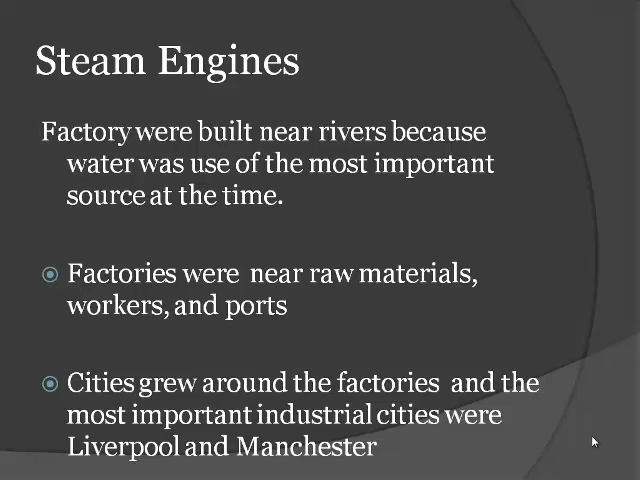 Steam Engines
Factory were built near rivers because
water was use of the most important
source at the time.
Factories were near raw materials,
workers, and ports
Cities grew around the factories and the
most important industrial cities were
Liverpool and Manchester